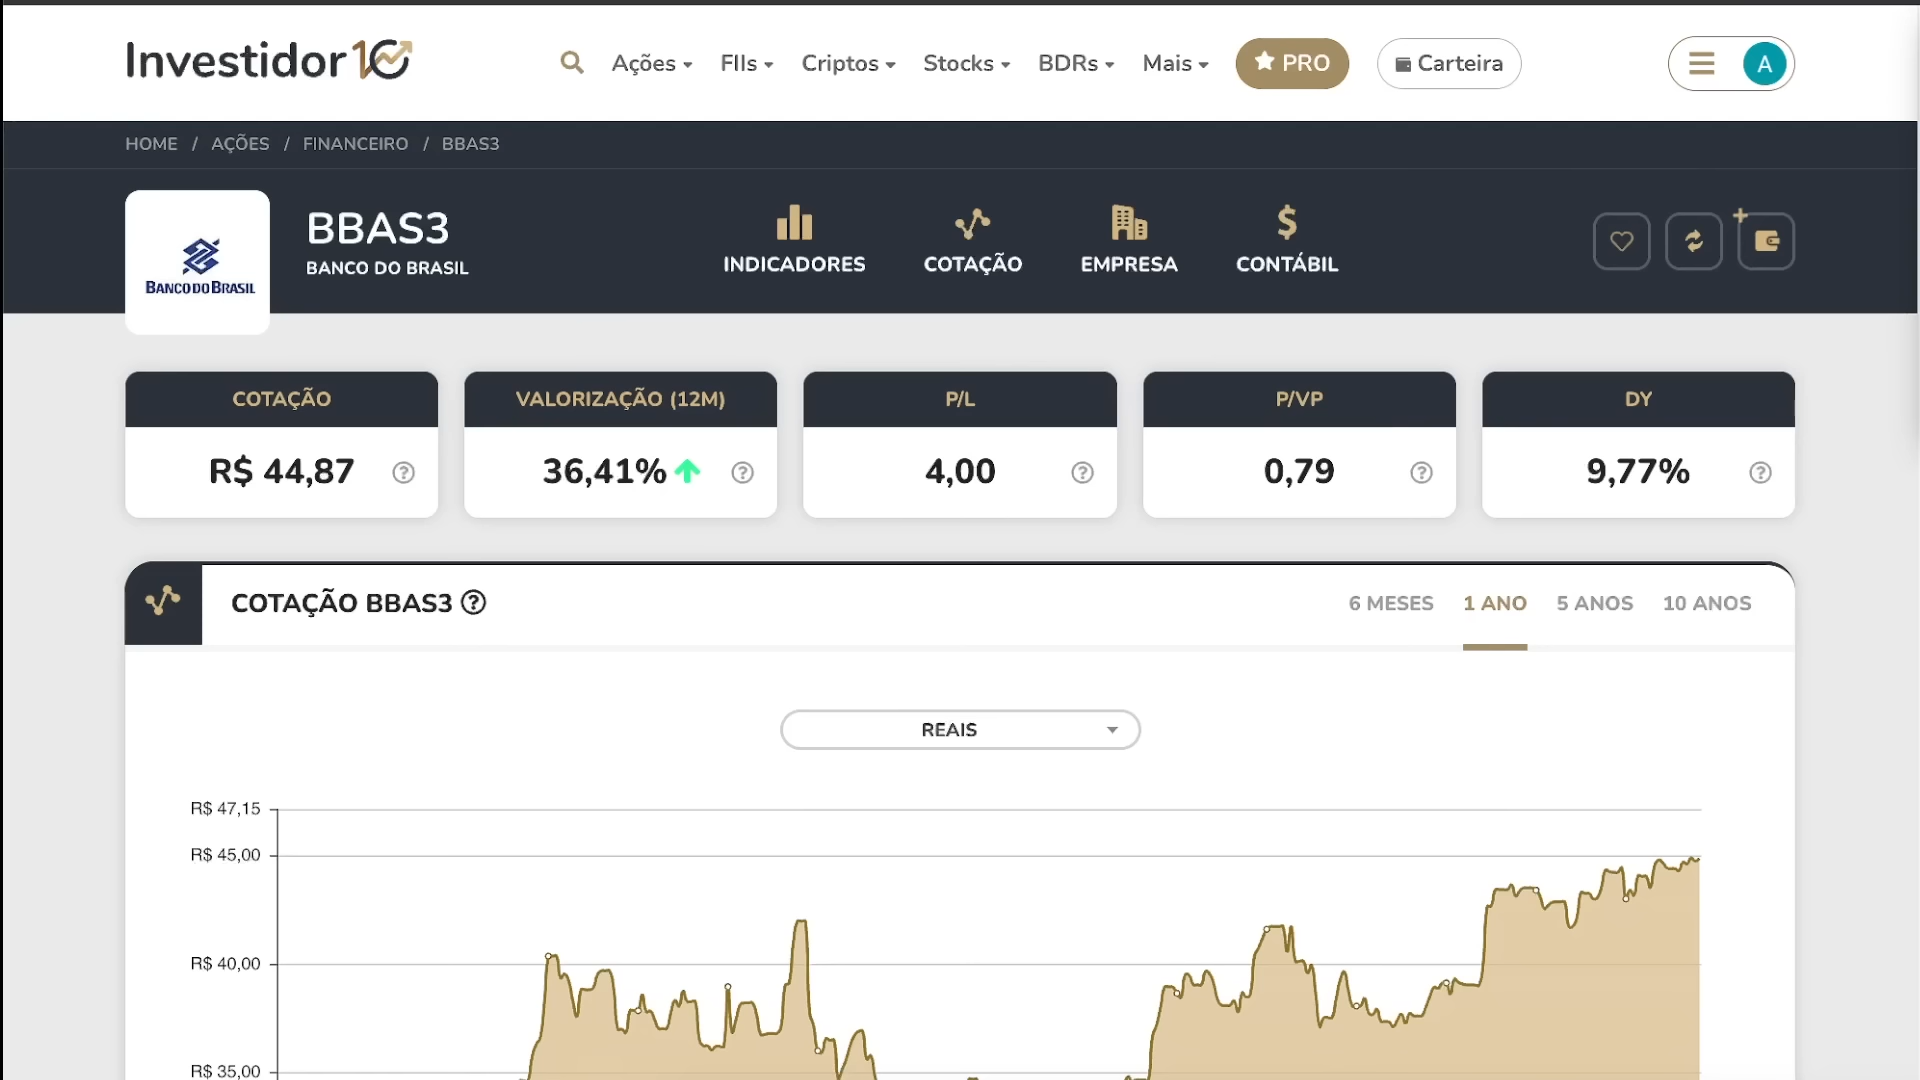 Investidor10
Ações
FIIs
Criptos
Stocks
BDRs
Mais
PRO
Carteira
A
HOME / AÇÕES / FINANCEIRO / BBAS3
BANCO DO BRASIL
BBAS3
BANCO DO BRASIL
INDICADORES
COTAÇÃO
EMPRESA
CONTÁBIL
COTAÇÃO
R$ 44,87
VALORIZAÇÃO (12M)
36,41%
P/L
4,00
P/VP
0,79
DY
9,77%
COTAÇÃO BBAS3
6 MESES
1 ANO
5 ANOS
10 ANOS
REAIS
R$ 47,15
R$ 45,00
R$ 40,00
R$ 35,00